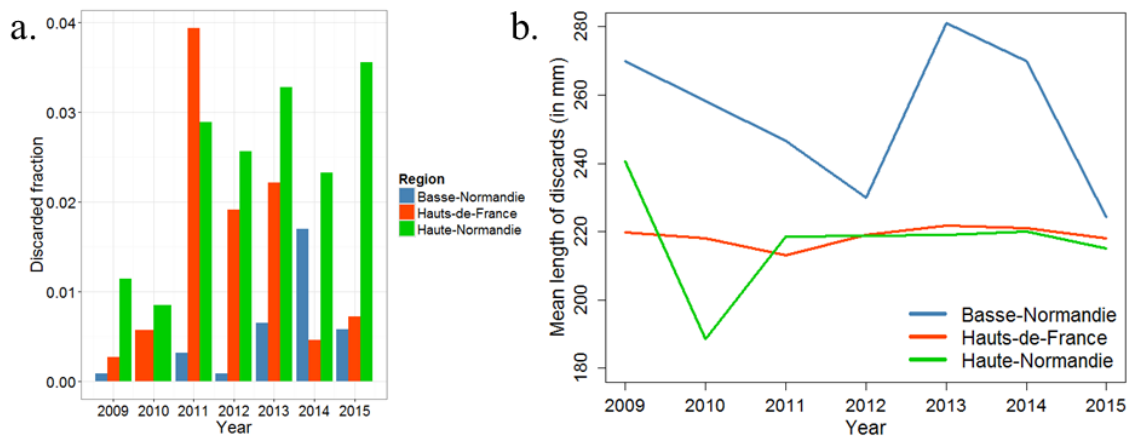 a.
Discarded fraction
0.04
0.03
0.02
0.01
0.00
2009 2010 2011 2012 2013 2014 2015
Year
Region
Basse-Normandie
Hauts-de-France
Haute-Normandie
b.
Mean length of discards (in mm)
280
260
240
220
200
180
2009 2010 2011 2012 2013 2014 2015
Year
Basse-Normandie
Hauts-de-France
Haute-Normandie